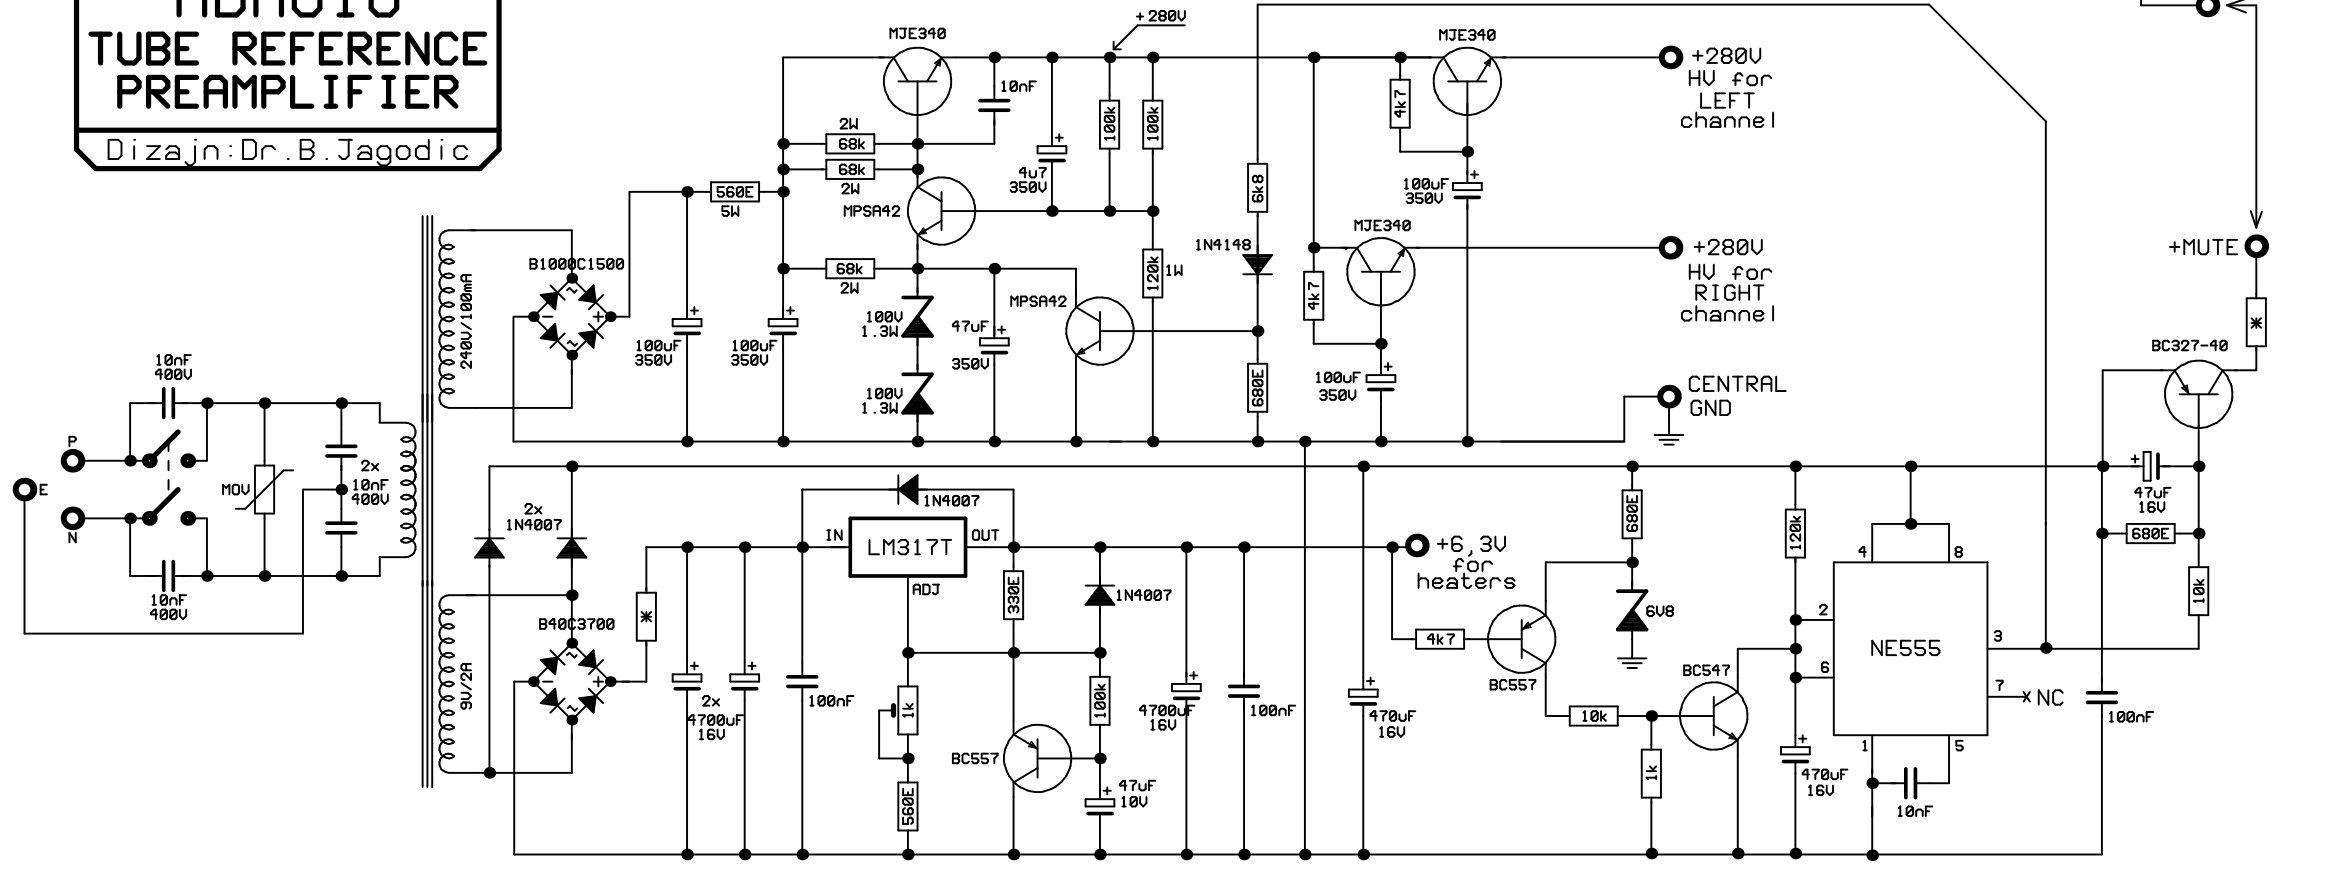 ADAGIO
TUBE REFERENCE
PREAMPLIFIER
Dizajn:Dr.B.Jagodic
+280V
MJE340
10nF
2W
68k
68k
2W
4u7
350V
100k
100k
560E
5W
MPSA42
68k
2W
120k
1W
6k8
1N4148
MPSA42
680E
100V
1.3W
47uF
350V
100V
1.3W
100uF
350V
100uF
350V
B1000C1500
~
-
+
~
240V/100mA
MJE340
4k7
100uF
350V
+280V
HV for
LEFT
channel
MJE340
4k7
100uF
350V
+280V
HV for
RIGHT
channel
CENTRAL
GND
+MUTE
*
BC327-40
47uF
16V
680E
10k
10nF
400V
P
E
N
MOV
2x
10nF
400V
10nF
400V
2x
1N4007
B40C3700
~
-
+
~
9V/2A
*
2x
4700uF
16V
100nF
1N4007
IN
LM317T
OUT
ADJ
330E
1N4007
1k
560E
BC557
100k
47uF
10V
4700uF
16V
100nF
+6,3V
for
heaters
470uF
16V
4k7
BC557
680E
6V8
10k
1k
BC547
120k
470uF
16V
4
8
2
6
NE555
3
7
NC
1
5
10nF
100nF